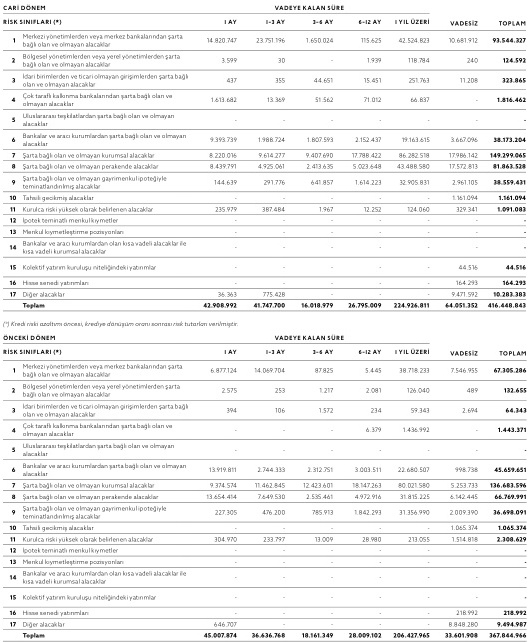 CARİ DÖNEM VADEYE KALAN SÜRE
RİSK SINIFLARI (*) 1 AY 1-3 AY 3-6 AY 6-12 AY 1 YIL ÜZERİ VADESİZ TOPLAM
1 Merkezi yönetimlerden veya merkez bankalarından şarta
bağlı olan ve olmayan alacaklar 14.820.747 23.751.196 1.650.024 115.625 42.524.823 10.681.912 93.544.327
2 Bölgesel yönetimlerden veya yerel yönetimlerden şarta
bağlı olan ve olmayan alacaklar 3.599 30 - 1.939 118.784 240 124.592
3 İdari birimlerden ve ticari olmayan girişimlerden şarta
bağlı olan ve olmayan alacaklar 437 355 44.651 15.451 251.763 11.208 323.865
4 Çok taraflı kalkınma bankalarından şarta bağlı olan ve
olmayan alacaklar 1.613.682 13.369 51.562 71.012 66.837 - 1.816.462
5 Uluslararası teşkilatlardan şarta bağlı olan ve olmayan
alacaklar - - - - - - -
6 Bankalar ve aracı kurumlardan şarta bağlı olan ve olmayan
alacaklar 9.393.739 1.988.724 1.807.593 2.152.437 19.163.615 3.667.096 38.173.204
7 Şarta bağlı olan ve olmayan kurumsal alacaklar 8.220.016 9.614.277 9.407.690 17.788.422 86.282.518 17.986.142 149.299.065
8 Şarta bağlı olan ve olmayan perakende alacaklar 8.439.791 4.925.061 2.413.635 5.023.648 43.488.580 17.572.813 81.863.528
9 Şarta bağlı olan ve olmayan gayrimenkul ipoteğiyle
teminatlandırılmış alacaklar 144.639 291.776 641.857 1.614.223 32.905.831 2.961.105 38.559.431
10 Tahsili gecikmiş alacaklar - - - - - 1.161.094 1.161.094
11 Kurulca riski yüksek olarak belirlenen alacaklar 235.979 387.484 1.967 12.252 124.060 329.341 1.091.083
12 İpotek teminatlı menkul kıymetler - - - - - - -
13 Menkul kıymetleştirme pozisyonları - - - - - - -
14 Bankalar ve aracı kurumlardan olan kısa vadeli alacaklar ile
kısa vadeli kurumsal alacaklar - - - - - - -
15 Kolektif yatırım kuruluşu niteliğindeki yatırımlar - - - - - 44.516 44.516
16 Hisse senedi yatırımları - - - - - 164.293 164.293
17 Diğer alacaklar 36.363 775.428 - - - 9.471.592 10.283.383
Toplam 42.908.992 41.747.700 16.018.979 26.795.009 224.926.811 64.051.352 416.448.843
(*) Kredi riski azaltımı öncesi, krediye dönüşüm oranı sonrası risk tutarları verilmiştir.
ÖNCEKİ DÖNEM VADEYE KALAN SÜRE
RİSK SINIFLARI (*) 1 AY 1-3 AY 3-6 AY 6-12 AY 1 YIL ÜZERİ VADESİZ TOPLAM
1 Merkezi yönetimlerden veya merkez bankalarından şarta
bağlı olan ve olmayan alacaklar 6.877.124 14.069.704 87.825 5.445 38.718.233 7.546.955 67.305.286
2 Bölgesel yönetimlerden veya yerel yönetimlerden şarta
bağlı olan ve olmayan alacaklar 2.575 253 1.217 2.081 126.040 489 132.655
3 İdari birimlerden ve ticari olmayan girişimlerden şarta bağlı
olan ve olmayan alacaklar 394 106 1.572 234 59.343 2.694 64.343
4 Çok taraflı kalkınma bankalarından şarta bağlı olan ve
olmayan alacaklar - - - 6.379 1.436.992 - 1.443.371
5 Uluslararası teşkilatlardan şarta bağlı olan ve olmayan
alacaklar - - - - - - -
6 Bankalar ve aracı kurumlardan şarta bağlı olan ve olmayan
alacaklar 13.919.811 2.744.333 2.312.751 3.003.511 22.680.507 998.738 45.659.651
7 Şarta bağlı olan ve olmayan kurumsal alacaklar 9.374.574 11.462.845 12.423.601 18.147.263 80.021.580 5.253.733 136.683.596
8 Şarta bağlı olan ve olmayan perakende alacaklar 13.654.414 7.649.530 2.535.461 4.972.916 31.815.225 6.142.445 66.769.991
9 Şarta bağlı olan ve olmayan gayrimenkul ipoteğiyle
teminatlandırılmış alacaklar 227.305 476.200 785.913 1.842.293 31.356.990 2.009.390 36.698.091
10 Tahsili gecikmiş alacaklar - - - - - 1.065.374 1.065.374
11 Kurulca riski yüksek olarak belirlenen alacaklar 304.970 233.797 13.009 28.980 213.055 1.514.818 2.308.629
12 İpotek teminatlı menkul kıymetler - - - - - - -
13 Menkul kıymetleştirme pozisyonları - - - - - - -
14 Bankalar ve aracı kurumlardan olan kısa vadeli alacaklar ile
kısa vadeli kurumsal alacaklar - - - - - - -
15 Kolektif yatırım kuruluşu niteliğindeki yatırımlar - - - - - - -
16 Hisse senedi yatırımları - - - - - 218.992 218.992
17 Diğer alacaklar 646.707 - - - - 8.848.280 9.494.987
Toplam 45.007.874 36.636.768 18.161.349 28.009.102 206.427.965 33.601.908 367.844.966